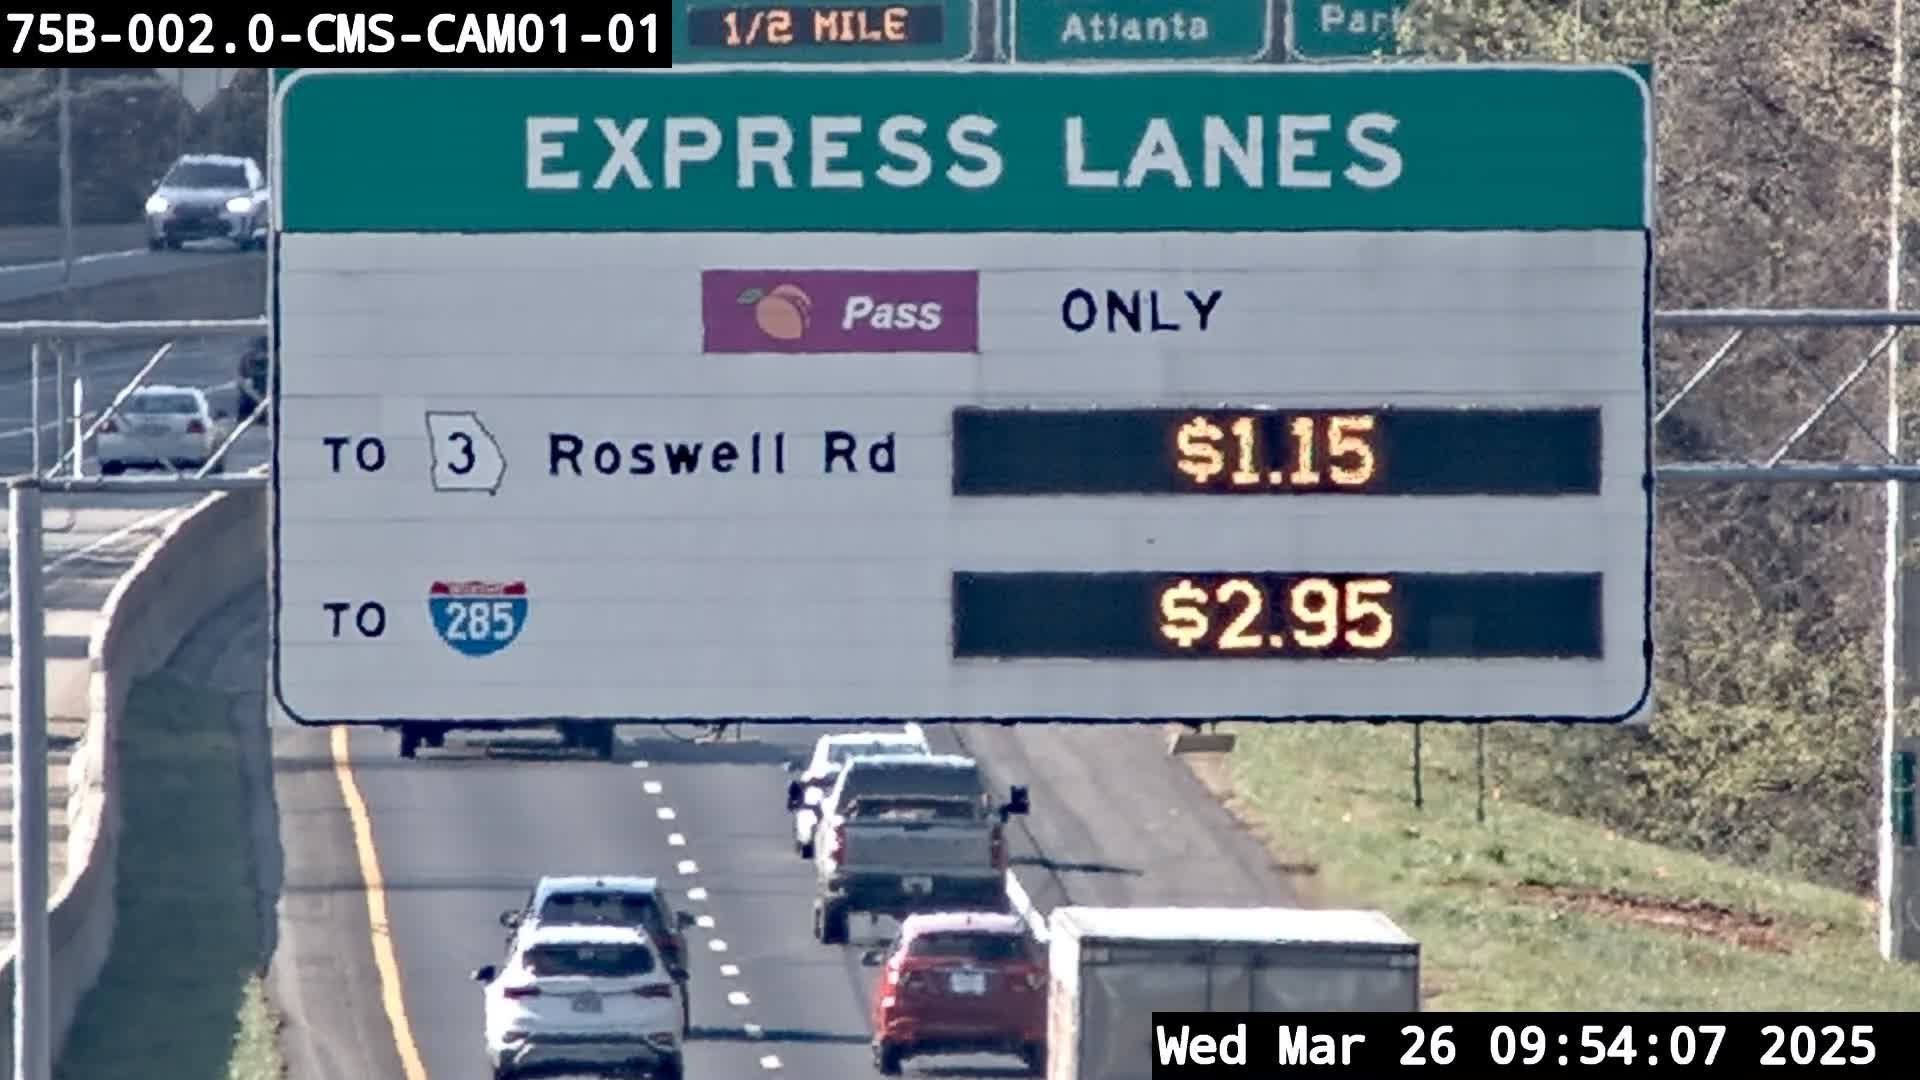 75B-002.0-CMS-CAM01-01
1/2 MILE
Atlanta
EXPRESS LANES
Pass ONLY
TO 3 Roswell Rd $1.15
TO 285 $2.95
Wed Mar 26 09:54:07 2025